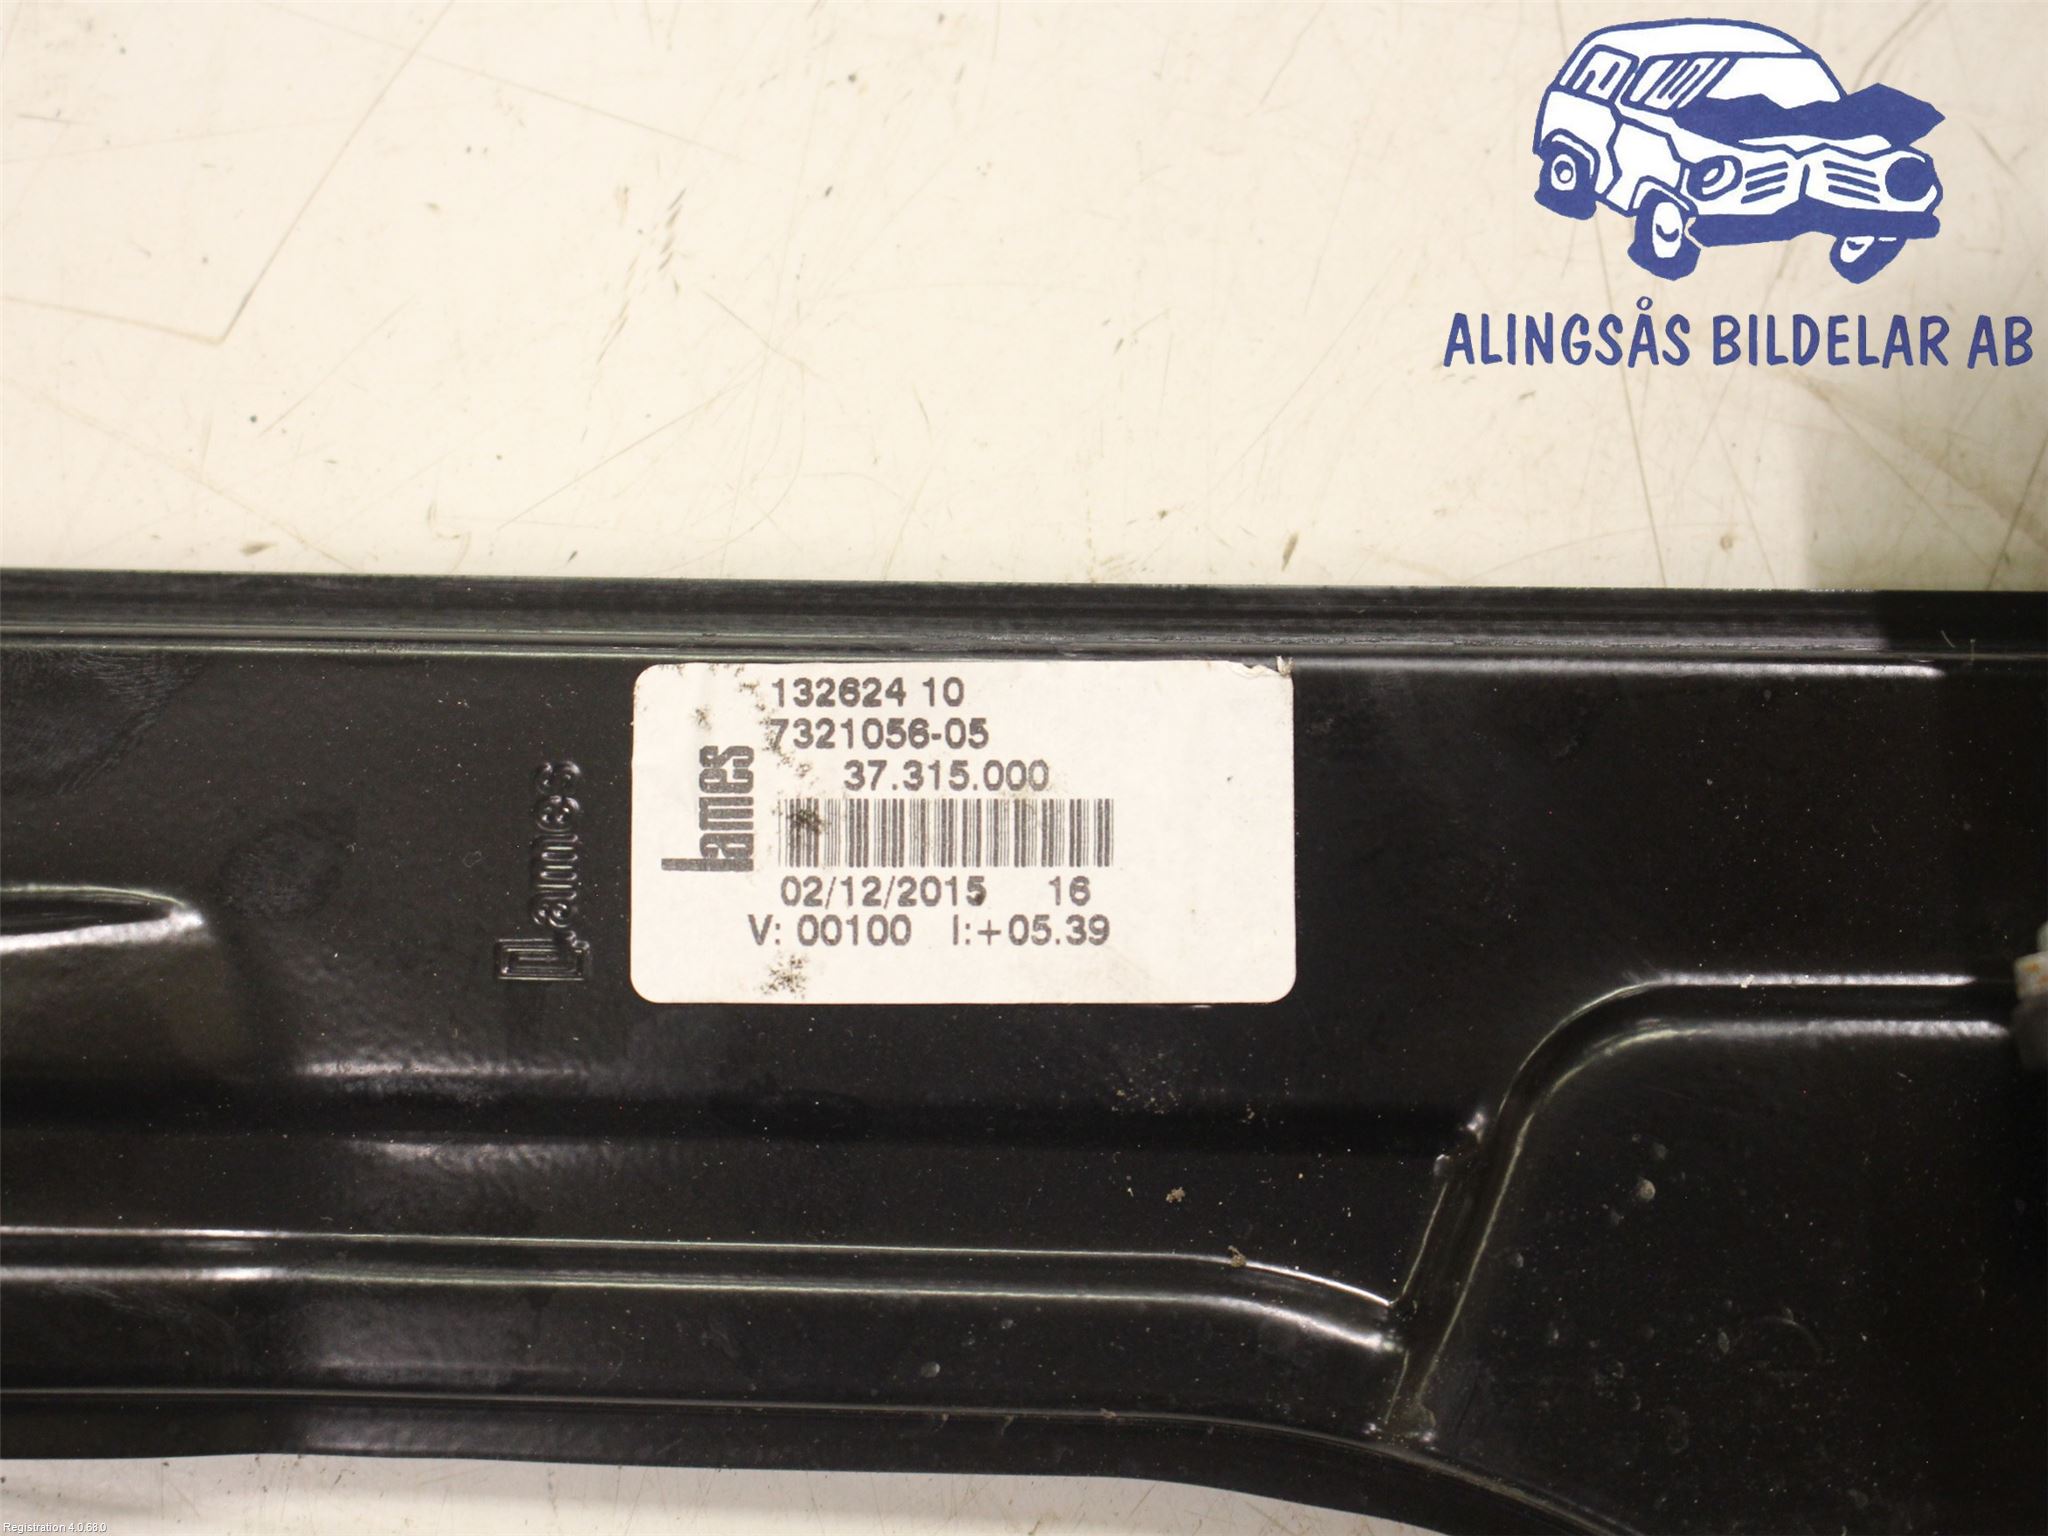 ALINGSÅS BILDELAR AB
132624 10
7321056-05
37.315.000
Lames
Lames
02/12/2015 16
V: 00100 I:+05.39
Registration 4.0.68.0